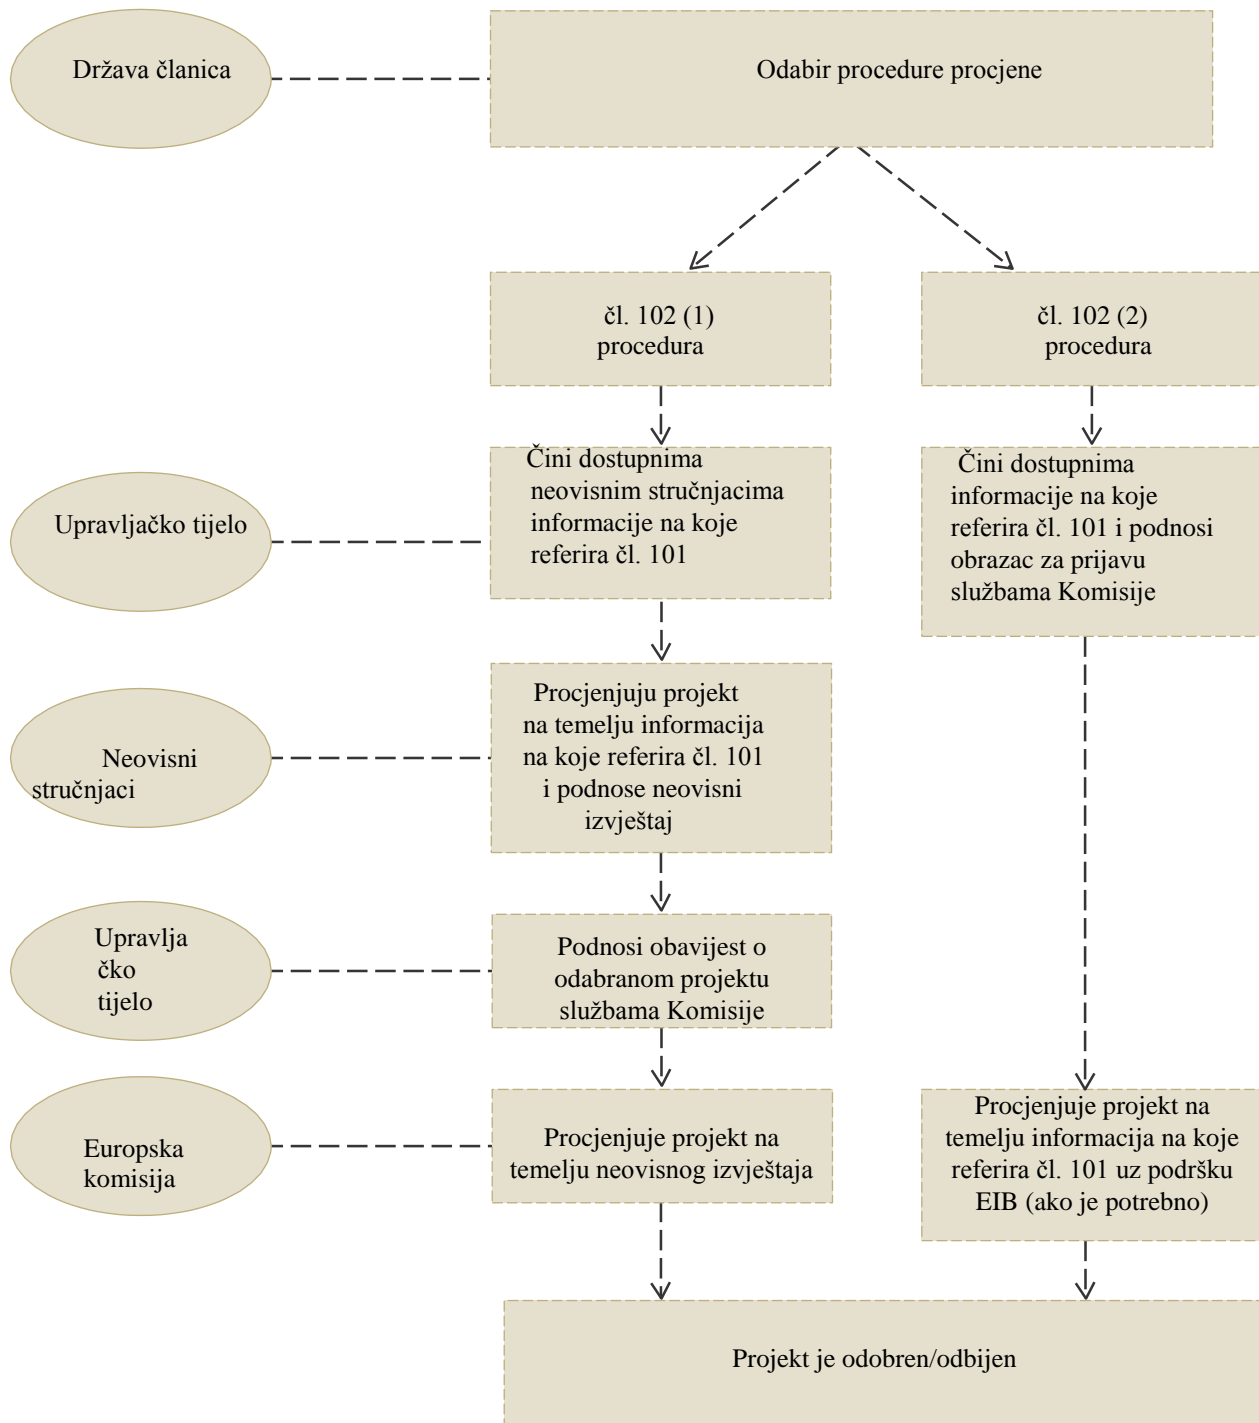 Država članica
Odabir procedure procjene
čl. 102 (1)
procedura
čl. 102 (2)
procedura
Upravljačko tijelo
Čini dostupnima
neovisnim stručnjacima
informacije na koje
referira čl. 101
Čini dostupnima
informacije na koje
referira čl. 101 i podnosi
obrazac za prijavu
službama Komisije
Neovisni
stručnjaci
Procjenjuju projekt
na temelju informacija
na koje referira čl. 101
i podnose neovisni
izvještaj
Upravlja
čko
tijelo
Podnosi obavijest o
odabranom projektu
službama Komisije
Europska
komisija
Procjenjuje projekt na
temelju neovisnog izvještaja
Procjenjuje projekt na
temelju informacija na koje
referira čl. 101 uz podršku
EIB (ako je potrebno)
Projekt je odobren/odbijen